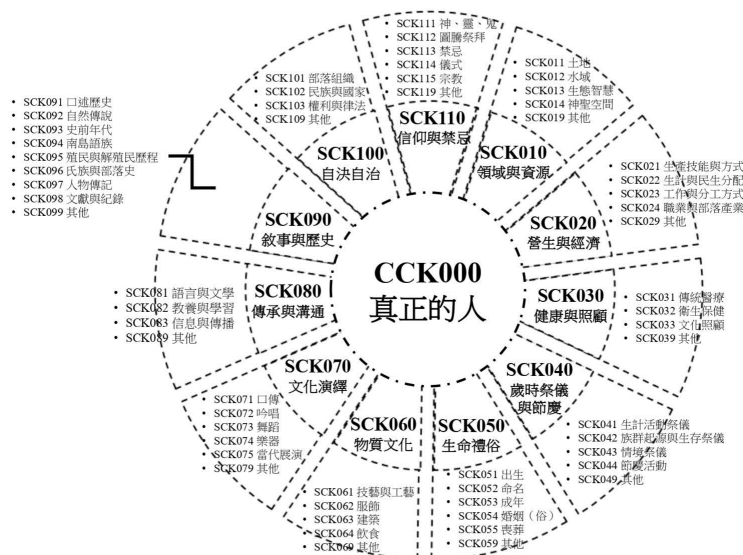 CCK000
真正的人
SCK010
領域與資源
• SCK011 土地
• SCK012 水域
• SCK013 生態智慧
• SCK014 神聖空間
• SCK019 其他
SCK020
營生與經濟
• SCK021 生產技能與方式
• SCK022 生計與民生分配
• SCK023 工作與分工方式
• SCK024 職業與部落產業
• SCK029 其他
SCK030
健康與照顧
• SCK031 傳統醫療
• SCK032 衛生保健
• SCK033 文化照顧
• SCK039 其他
SCK040
歲時祭儀
與節慶
• SCK041 生計活動祭儀
• SCK042 族群起源與生存祭儀
• SCK043 情境祭儀
• SCK044 節慶活動
• SCK049 其他
SCK050
生命禮俗
• SCK051 出生
• SCK052 命名
• SCK053 成年
• SCK054 婚姻（俗）
• SCK055 喪葬
• SCK059 其他
SCK060
物質文化
• SCK061 技藝與工藝
• SCK062 服飾
• SCK063 建築
• SCK064 飲食
• SCK069 其他
SCK070
文化演繹
• SCK071 口傳
• SCK072 吟唱
• SCK073 舞蹈
• SCK074 樂器
• SCK075 當代展演
• SCK079 其他
SCK080
傳承與溝通
• SCK081 語言與文學
• SCK082 教養與學習
• SCK083 信息與傳播
• SCK089 其他
SCK090
敘事與歷史
• SCK091 口述歷史
• SCK092 自然傳說
• SCK093 史前年代
• SCK094 南島語族
• SCK095 殖民與解殖民歷程
• SCK096 氏族與部落史
• SCK097 人物傳記
• SCK098 文獻與紀錄
• SCK099 其他
SCK100
自決自治
• SCK101 部落組織
• SCK102 民族與國家
• SCK103 權利與律法
• SCK109 其他
SCK110
信仰與禁忌
• SCK111 神、靈、鬼
• SCK112 圖騰祭拜
• SCK113 禁忌
• SCK114 儀式
• SCK115 宗教
• SCK119 其他